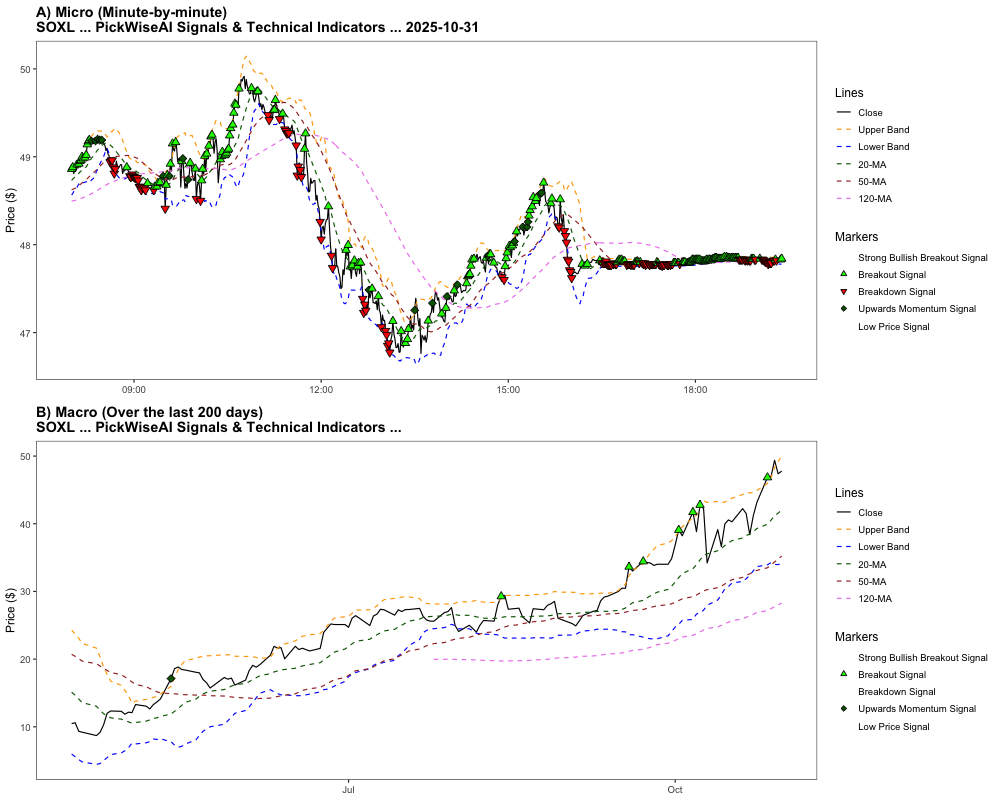 A) Micro (Minute-by-minute)
SOXL ... PickWiseAI Signals & Technical Indicators ... 2025-10-31
Price ($)
50
49
48
47
09:00
12:00
15:00
18:00
Lines
Close
Upper Band
Lower Band
20-MA
50-MA
120-MA
Markers
Strong Bullish Breakout Signal
Breakout Signal
Breakdown Signal
Upwards Momentum Signal
Low Price Signal
B) Macro (Over the last 200 days)
SOXL ... PickWiseAI Signals & Technical Indicators ...
Price ($)
50
40
30
20
10
Jul
Oct
Lines
Close
Upper Band
Lower Band
20-MA
50-MA
120-MA
Markers
Strong Bullish Breakout Signal
Breakout Signal
Breakdown Signal
Upwards Momentum Signal
Low Price Signal